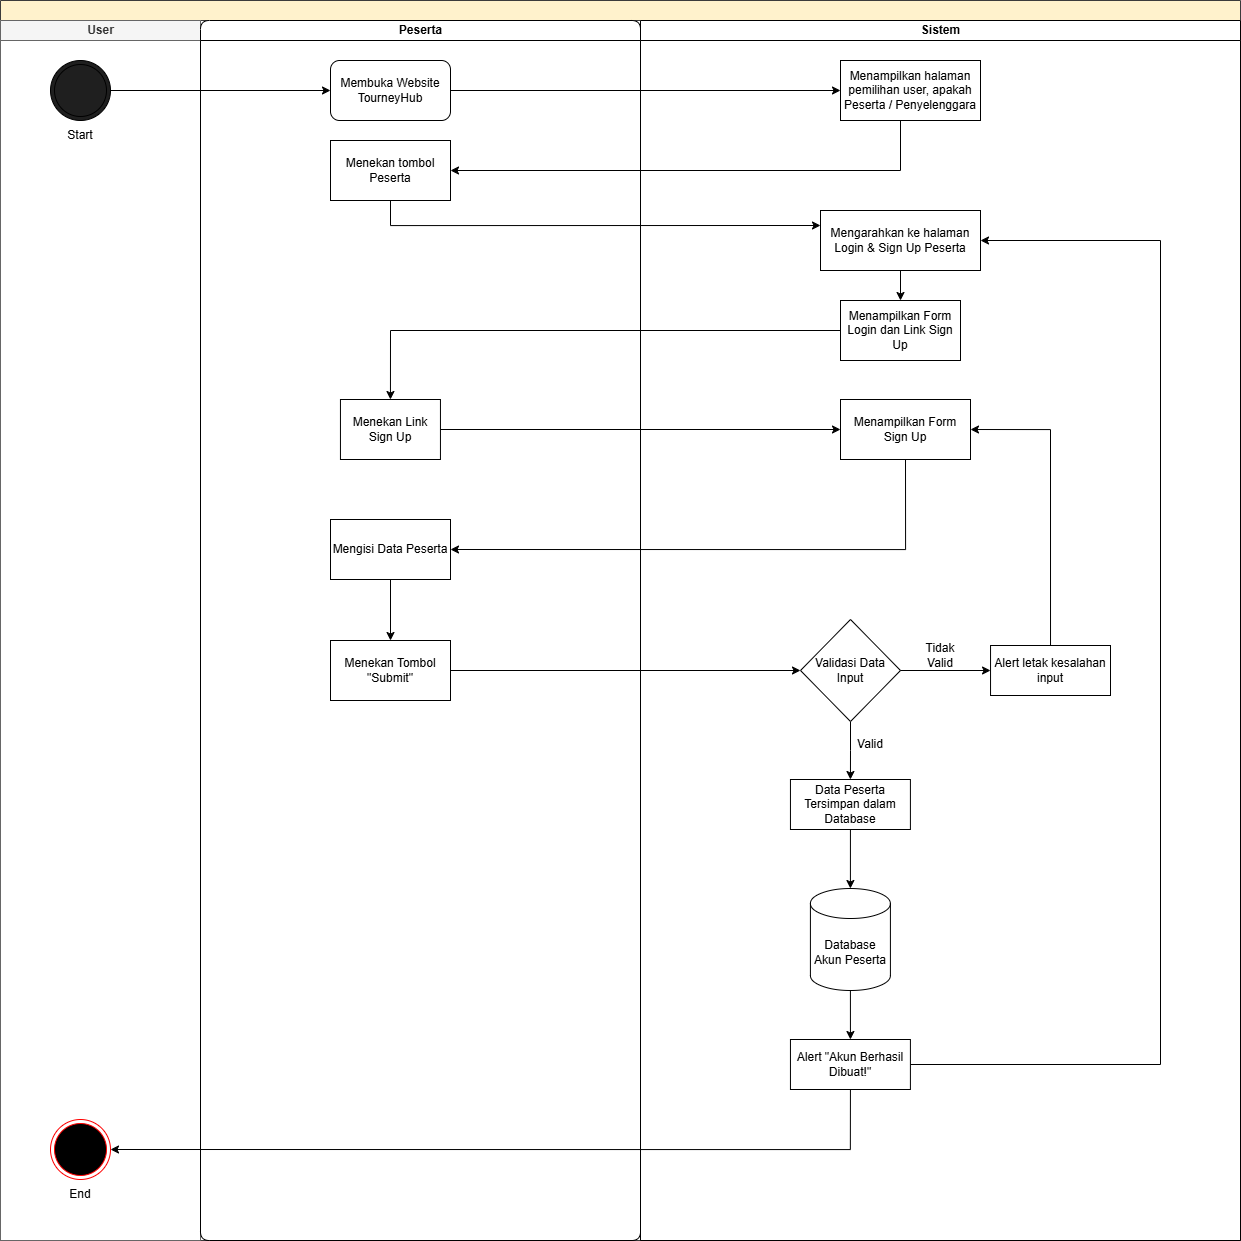 User
Peserta
Sistem
Start
Membuka Website
TourneyHub
Menampilkan halaman
pemilihan user, apakah
Peserta / Penyelenggara
Menekan tombol
Peserta
Mengarahkan ke halaman
Login & Sign Up Peserta
Menampilkan Form
Login dan Link Sign
Up
Menekan Link
Sign Up
Menampilkan Form
Sign Up
Mengisi Data Peserta
Menekan Tombol
"Submit"
Validasi Data
Input
Tidak
Valid
Alert letak kesalahan
input
Valid
Data Peserta
Tersimpan dalam
Database
Database
Akun Peserta
Alert "Akun Berhasil
Dibuat!"
End